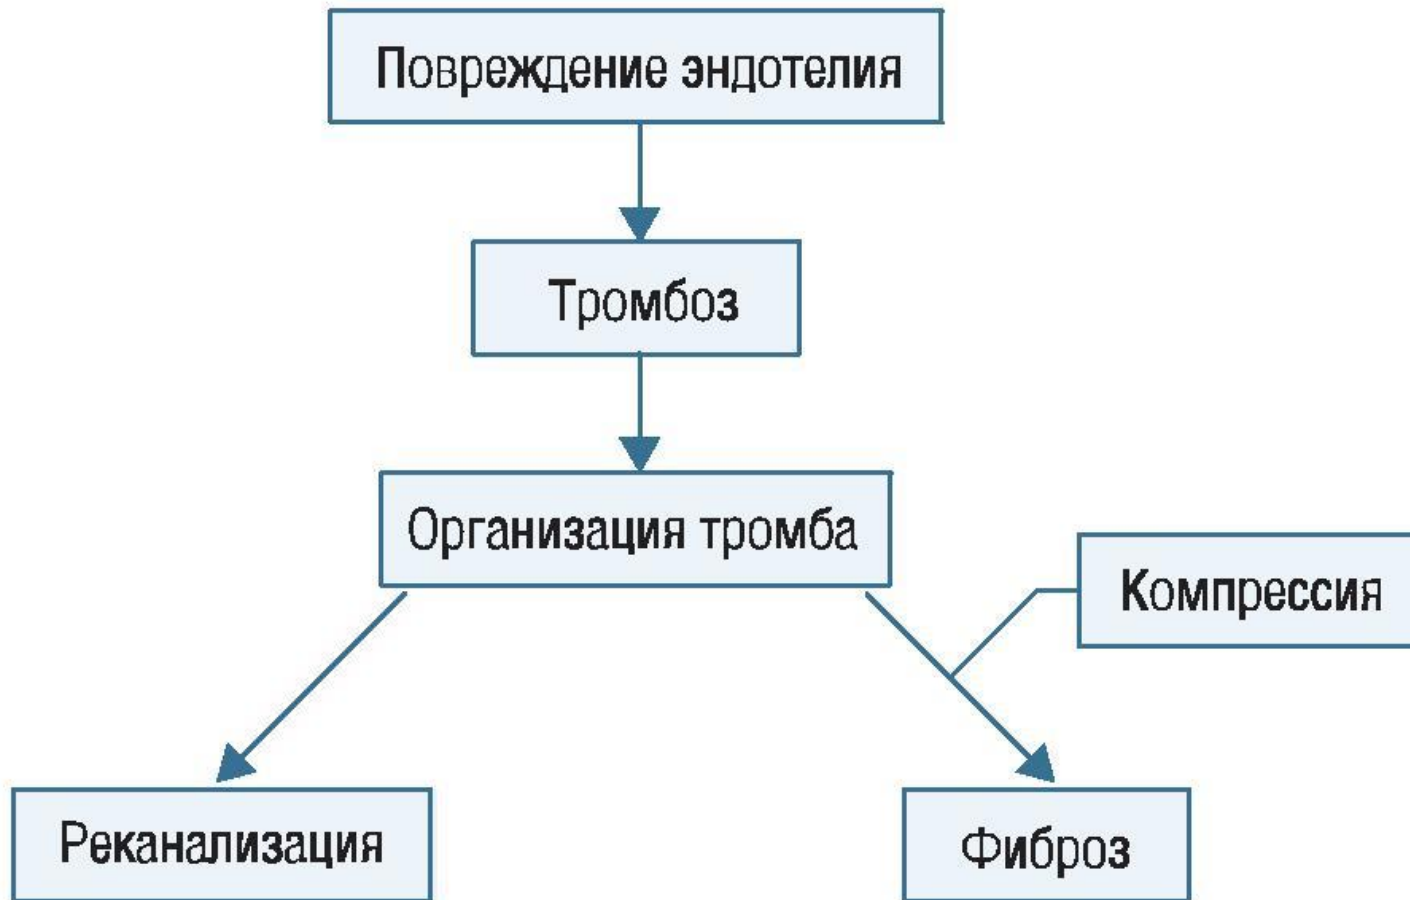 Повреждение эндотелия
Тромбоз
Организация тромба
Компрессия
Реканализация
Фиброз